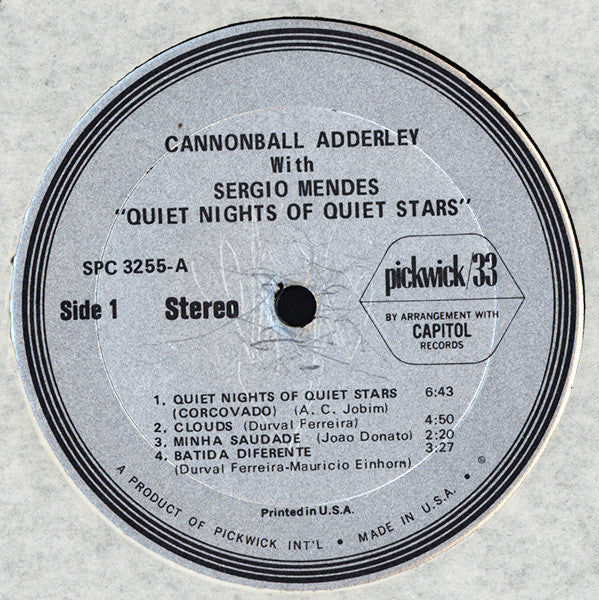 CANNONBALL ADDERLEY
With
SERGIO MENDES
"QUIET NIGHTS OF QUIET STARS"
SPC 3255-A
Side 1 Stereo
pickwick/33
BY ARRANGEMENT WITH
CAPITOL
RECORDS
1. QUIET NIGHTS OF QUIET STARS 6:43
(CORCOVADO) (A. C. Jobim)
2. CLOUDS (Durval Ferreira) 4:50
3. MINHA SAUDADE (Joao Donato) 2:20
4. BATIDA DIFERENTE 3:27
(Durval Ferreira-Mauricio Einhorn)
Printed in U.S.A.
A PRODUCT OF PICKWICK INT'L • MADE IN U.S.A. • ©